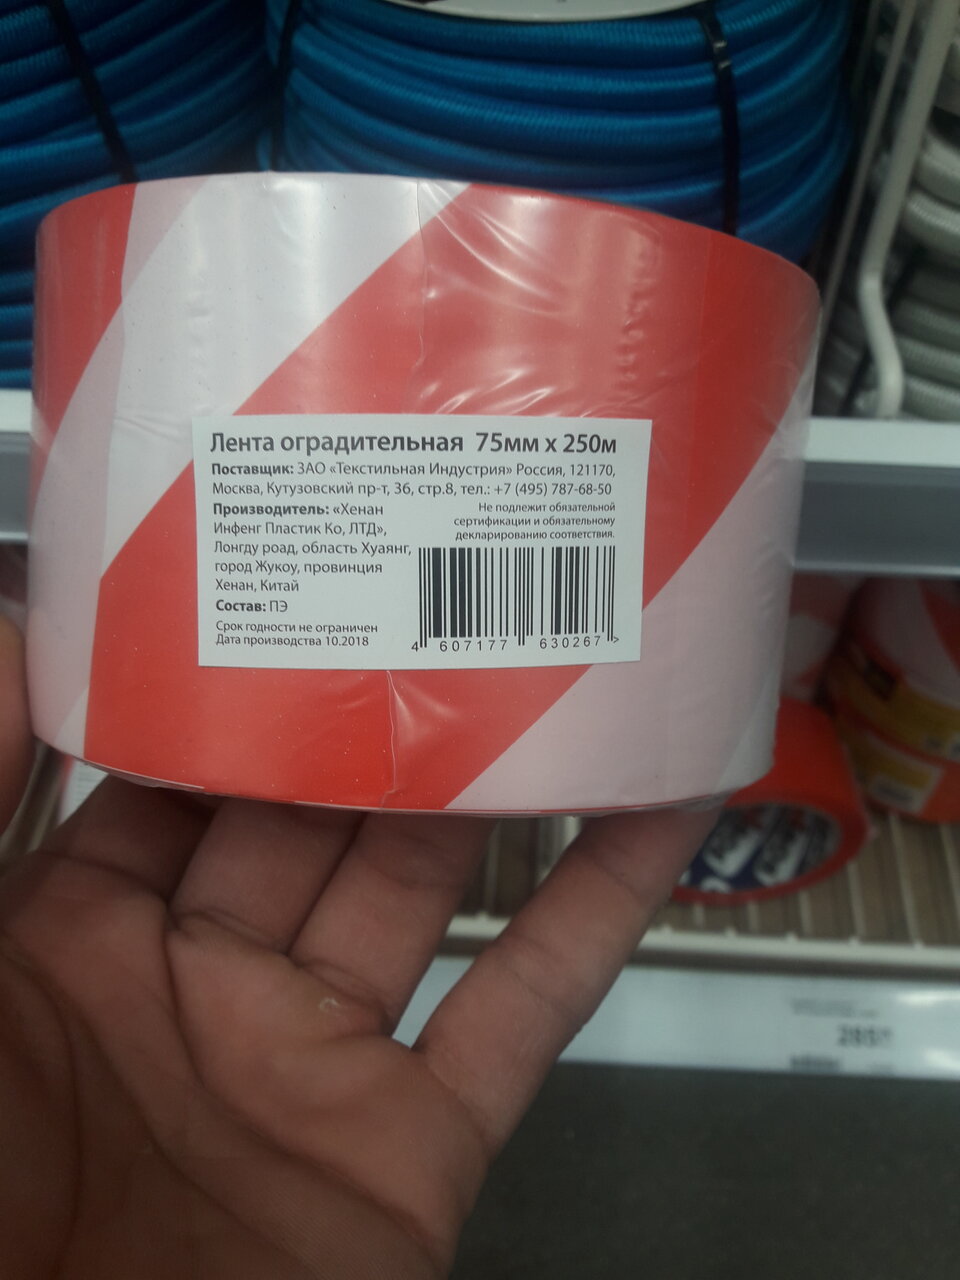 Лента оградительная 75мм x 250м
Поставщик: ЗАО «Текстильная Индустрия» Россия, 121170,
Москва, Кутузовский пр-т, 36, стр.8, тел.: +7 (495) 787-68-50
Производитель: «Хенан
Инфенг Пластик Ко, ЛТД»,
Лонгду роад, область Хуаянг,
город Жукоу, провинция
Хенан, Китай
Состав: ПЭ
Срок годности не ограничен
Дата производства 10.2018
Не подлежит обязательной
сертификации и обязательному
декларированию соответствия.
4 607177 630267 >